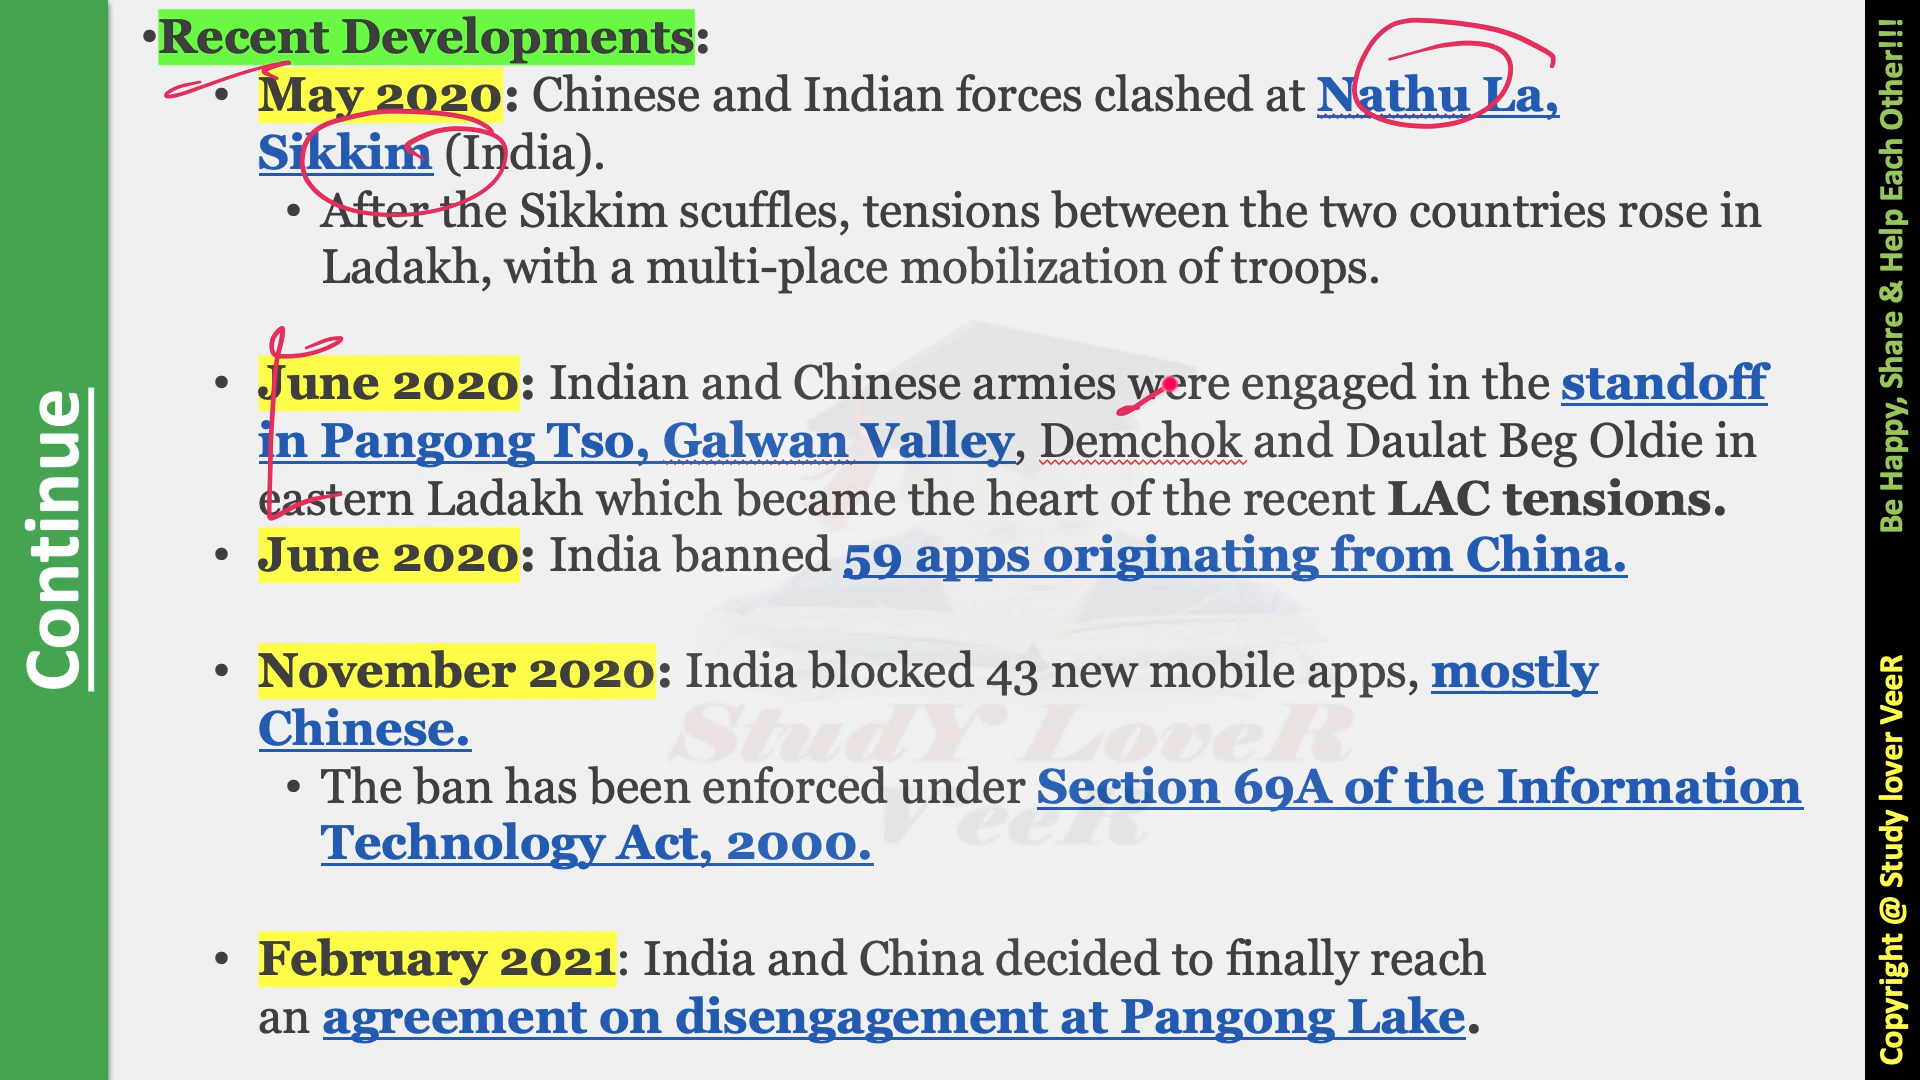 Continue
•Recent Developments:
• May 2020: Chinese and Indian forces clashed at Nathu La,
Sikkim (India).
• After the Sikkim scuffles, tensions between the two countries rose in
Ladakh, with a multi-place mobilization of troops.
• June 2020: Indian and Chinese armies were engaged in the standoff
in Pangong Tso, Galwan Valley, Demchok and Daulat Beg Oldie in
eastern Ladakh which became the heart of the recent LAC tensions.
• June 2020: India banned 59 apps originating from China.
• November 2020: India blocked 43 new mobile apps, mostly
Chinese.
• The ban has been enforced under Section 69A of the Information
Technology Act, 2000.
• February 2021: India and China decided to finally reach
an agreement on disengagement at Pangong Lake.
StudY LoveR
VeeR
Be Happy, Share & Help Each Other!!!
Copyright @ Study lover VeeR